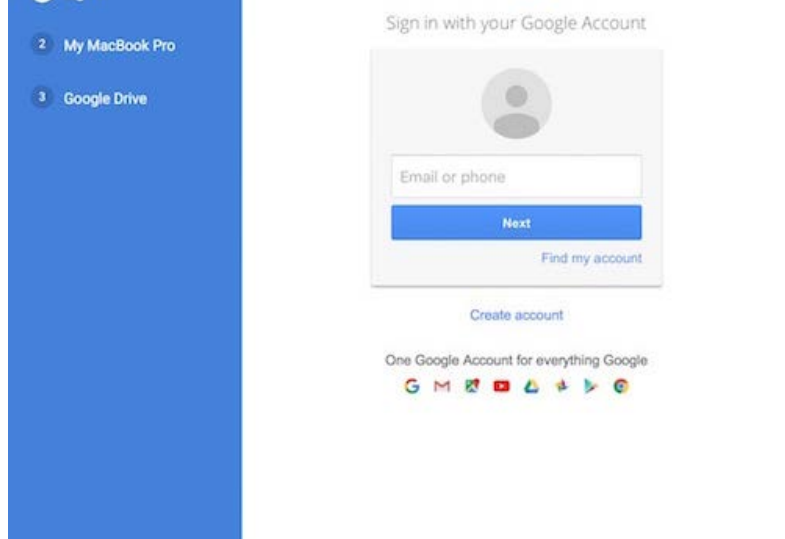 2 My MacBook Pro
3 Google Drive
Sign in with your Google Account
Email or phone
Next
Find my account
Create account
One Google Account for everything Google